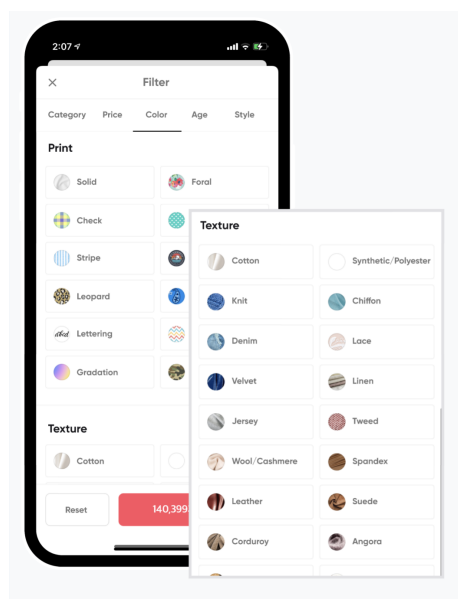 2:07
Filter
Category Price Color Age Style
Print
Solid Foral
Check
Stripe
Leopard
Lettering
Gradation
Texture
Cotton
Reset 140,399
Texture
Cotton Synthetic/Polyester
Knit Chiffon
Denim Lace
Velvet Linen
Jersey Tweed
Wool/Cashmere Spandex
Leather Suede
Corduroy Angora